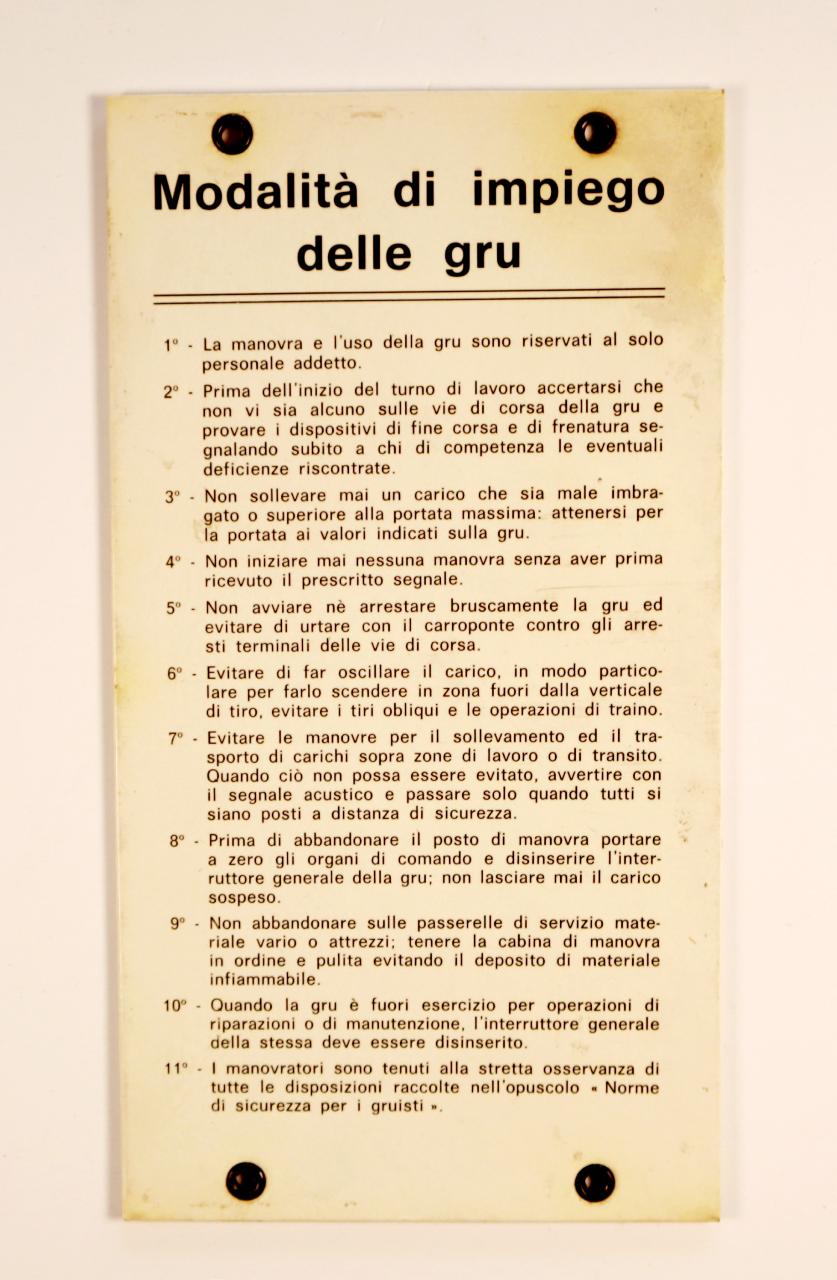 Modalità di impiego
delle gru
1° - La manovra e l'uso della gru sono riservati al solo
personale addetto.
2° - Prima dell'inizio del turno di lavoro accertarsi che
non vi sia alcuno sulle vie di corsa della gru e
provare i dispositivi di fine corsa e di frenatura se-
gnalando subito a chi di competenza le eventuali
deficienze riscontrate.
3° - Non sollevare mai un carico che sia male imbra-
gato o superiore alla portata massima: attenersi per
la portata ai valori indicati sulla gru.
4° - Non iniziare mai nessuna manovra senza aver prima
ricevuto il prescritto segnale.
5° - Non avviare nè arrestare bruscamente la gru ed
evitare di urtare con il carroponte contro gli arre-
sti terminali delle vie di corsa.
6° - Evitare di far oscillare il carico, in modo partico-
lare per farlo scendere in zona fuori dalla verticale
di tiro, evitare i tiri obliqui e le operazioni di traino.
7° - Evitare le manovre per il sollevamento ed il tra-
sporto di carichi sopra zone di lavoro o di transito.
Quando ciò non possa essere evitato, avvertire con
il segnale acustico e passare solo quando tutti si
siano posti a distanza di sicurezza.
8° - Prima di abbandonare il posto di manovra portare
a zero gli organi di comando e disinserire l'inter-
ruttore generale della gru; non lasciare mai il carico
sospeso.
9° - Non abbandonare sulle passerelle di servizio mate-
riale vario o attrezzi; tenere la cabina di manovra
in ordine e pulita evitando il deposito di materiale
infiammabile.
10° - Quando la gru è fuori esercizio per operazioni di
riparazioni o di manutenzione, l'interruttore generale
della stessa deve essere disinserito.
11° - I manovratori sono tenuti alla stretta osservanza di
tutte le disposizioni raccolte nell'opuscolo « Norme
di sicurezza per i gruisti ».